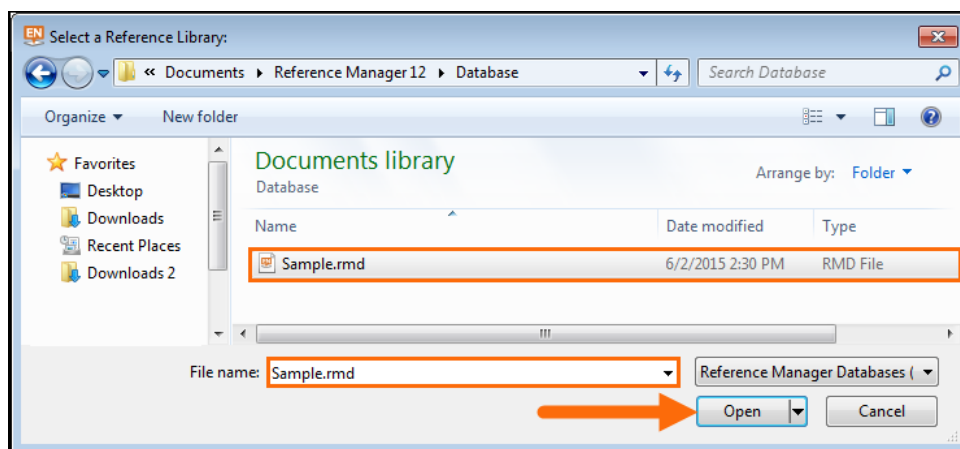 EN Select a Reference Library:
« Documents ▸ Reference Manager 12 ▸ Database Search Database
Organize ▾ New folder ?
Favorites
Desktop
Downloads
Recent Places
Downloads 2
Documents library
Database
Arrange by: Folder ▾
Name Date modified Type
Sample.rmd 6/2/2015 2:30 PM RMD File
File name: Sample.rmd Reference Manager Databases (
Open Cancel